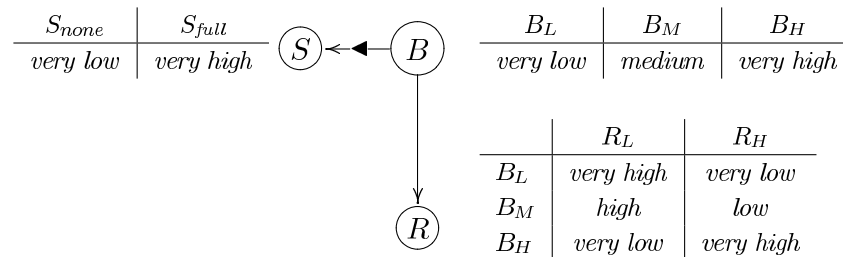 S_none S_full
very low very high
S
B
B_L B_M B_H
very low medium very high
R_L R_H
B_L very high very low
B_M high low
B_H very low very high
R